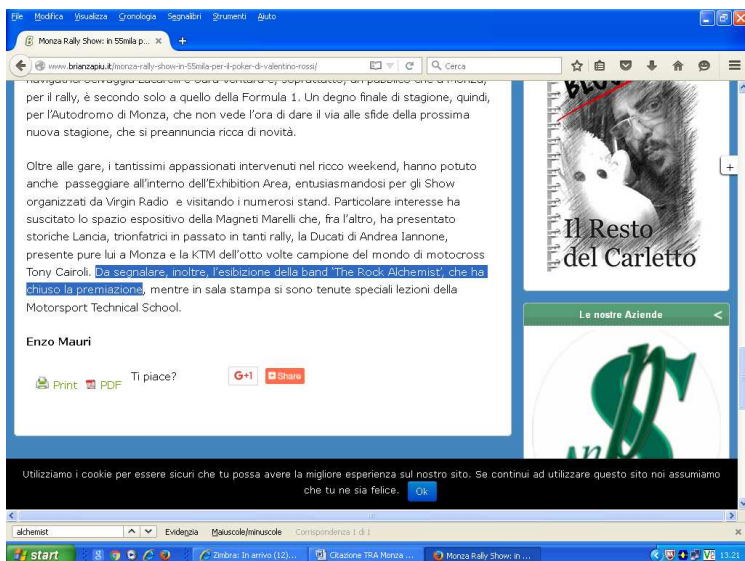 File Modifica Visualizza Cronologia Segnalibri Strumenti Aiuto
Monza Rally Show: in 55mila p...
www.brianzapiu.it/monza-rally-show-in-55mila-per-il-poker-di-valentino-rossi/
Cerca
per il rally, è secondo solo a quello della Formula 1. Un degno finale di stagione, quindi,
per l'Autodromo di Monza, che non vede l'ora di dare il via alle sfide della prossima
nuova stagione, che si preannuncia ricca di novità.
Oltre alle gare, i tantissimi appassionati intervenuti nel ricco weekend, hanno potuto
anche passeggiare all'interno dell'Exhibition Area, entusiasmandosi per gli Show
organizzati da Virgin Radio e visitando i numerosi stand. Particolare interesse ha
suscitato lo spazio espositivo della Magneti Marelli che, fra l'altro, ha presentato
storiche Lancia, trionfatrici in passato in tanti rally, la Ducati di Andrea Iannone,
presente pure lui a Monza e la KTM dell'otto volte campione del mondo di motocross
Tony Cairoli. Da segnalare, inoltre, l'esibizione della band 'The Rock Alchemist', che ha
chiuso la premiazione, mentre in sala stampa si sono tenute speciali lezioni della
Motorsport Technical School.
Enzo Mauri
Print PDF Ti piace? G+1 Share
Il Resto
del Carletto
Le nostre Aziende <
Utilizziamo i cookie per essere sicuri che tu possa avere la migliore esperienza sul nostro sito. Se continui ad utilizzare questo sito noi assumiamo
che tu ne sia felice. Ok
alchemist Evidenzia Maiuscole/minuscole Corrispondenza 1 di 1
start Zimbra: In arrivo (12)... Citazione TRA Monza ... Monza Rally Show: in ... 13.21